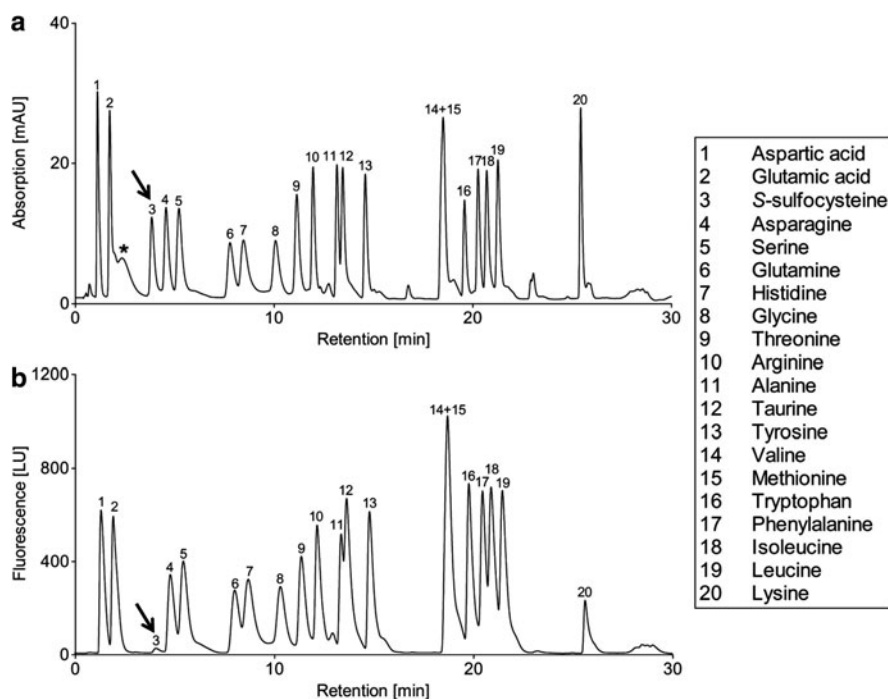 a
40
20
0
Absorption [mAU]
1
2
*
3
4
5
6
7
8
9
10
11
12
13
14+15
16
17
18
19
20
0
10
20
30
Retention [min]
b
1200
800
400
0
Fluorescence [LU]
1
2
3
4
5
6
7
8
9
10
11
12
13
14+15
16
17
18
19
20
0
10
20
30
Retention [min]
1 Aspartic acid
2 Glutamic acid
3 S-sulfocysteine
4 Asparagine
5 Serine
6 Glutamine
7 Histidine
8 Glycine
9 Threonine
10 Arginine
11 Alanine
12 Taurine
13 Tyrosine
14 Valine
15 Methionine
16 Tryptophan
17 Phenylalanine
18 Isoleucine
19 Leucine
20 Lysine